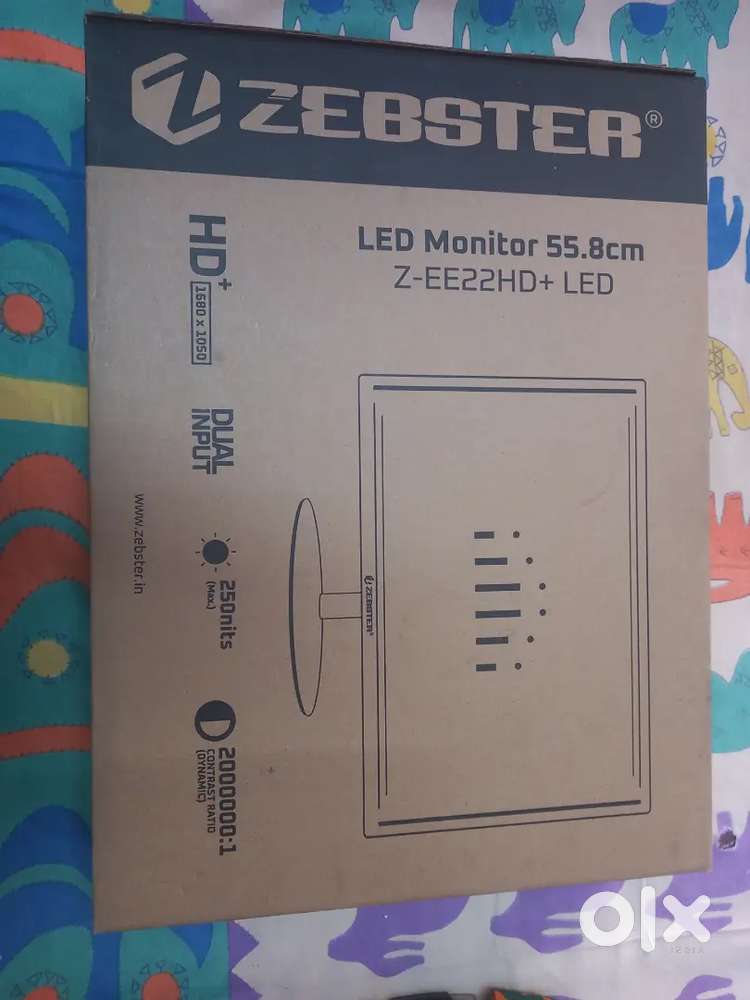 ZEBSTER®
LED Monitor 55.8cm
Z-EE22HD+ LED
HD+
1680 x 1050
DUAL
INPUT
250nits
(Max.)
2000000:1
CONTRAST RATIO
(DYNAMIC)
www.zebster.in
ZEBSTER
olx